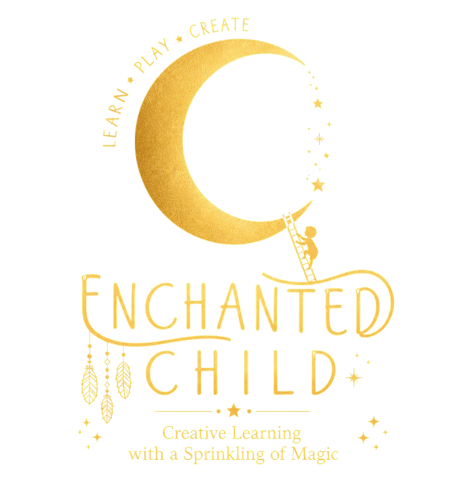 LEARN ★ PLAY ★ CREATE
ENCHANTED
CHILD
Creative Learning
with a Sprinkling of Magic